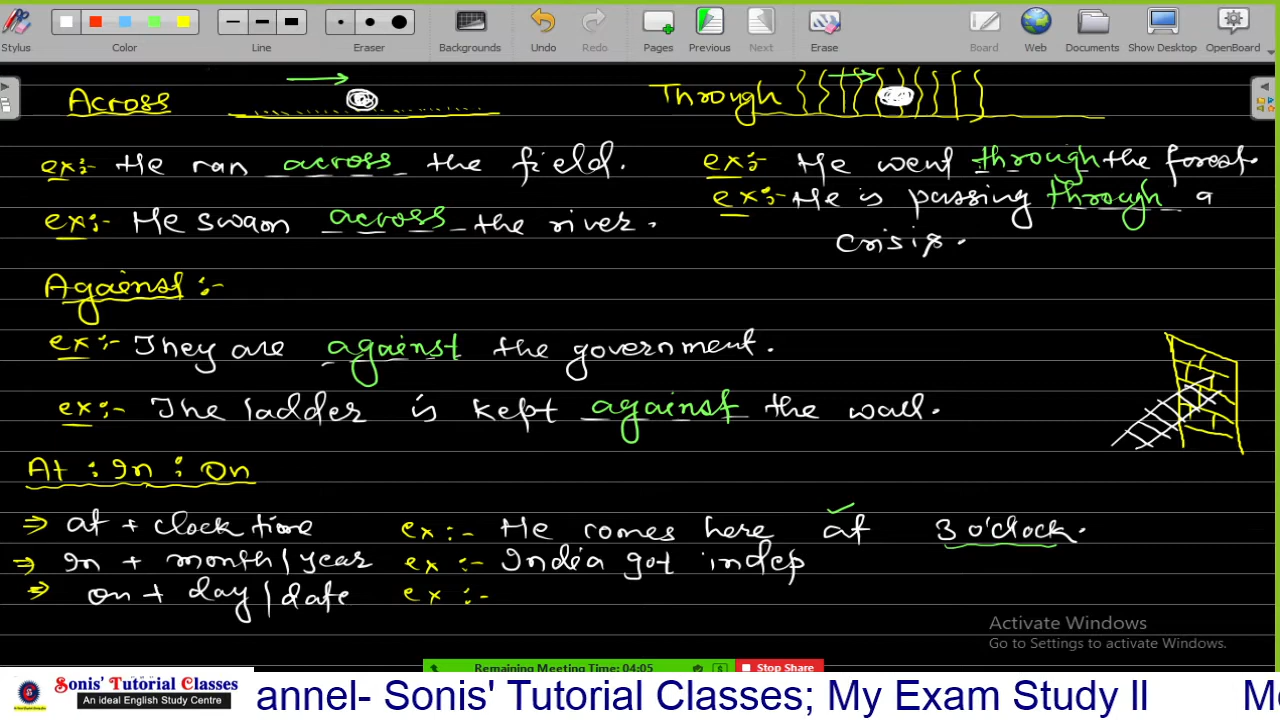 Stylus Color Line Eraser Backgrounds Undo Redo Pages Previous Next Erase Board Web Documents Show Desktop OpenBoard
Across
Through
ex:- He ran across the field.
ex:- He went through the forest.
ex:- He is passing through a
crisis.
ex:- He swam across the river.
Against :-
ex:- They are against the government.
ex:- The ladder is kept against the wall.
At : In : On
⇒ at + clock time ex:- He comes here at 3 o'clock.
⇒ In + month/year ex:- India got indep
⇒ on + day/date ex:-
Activate Windows
Go to Settings to activate Windows.
Remaining Meeting Time: 04:05 Stop Share
Sonis' Tutorial Classes
An ideal English Study Centre
annel- Sonis' Tutorial Classes; My Exam Study II Mo